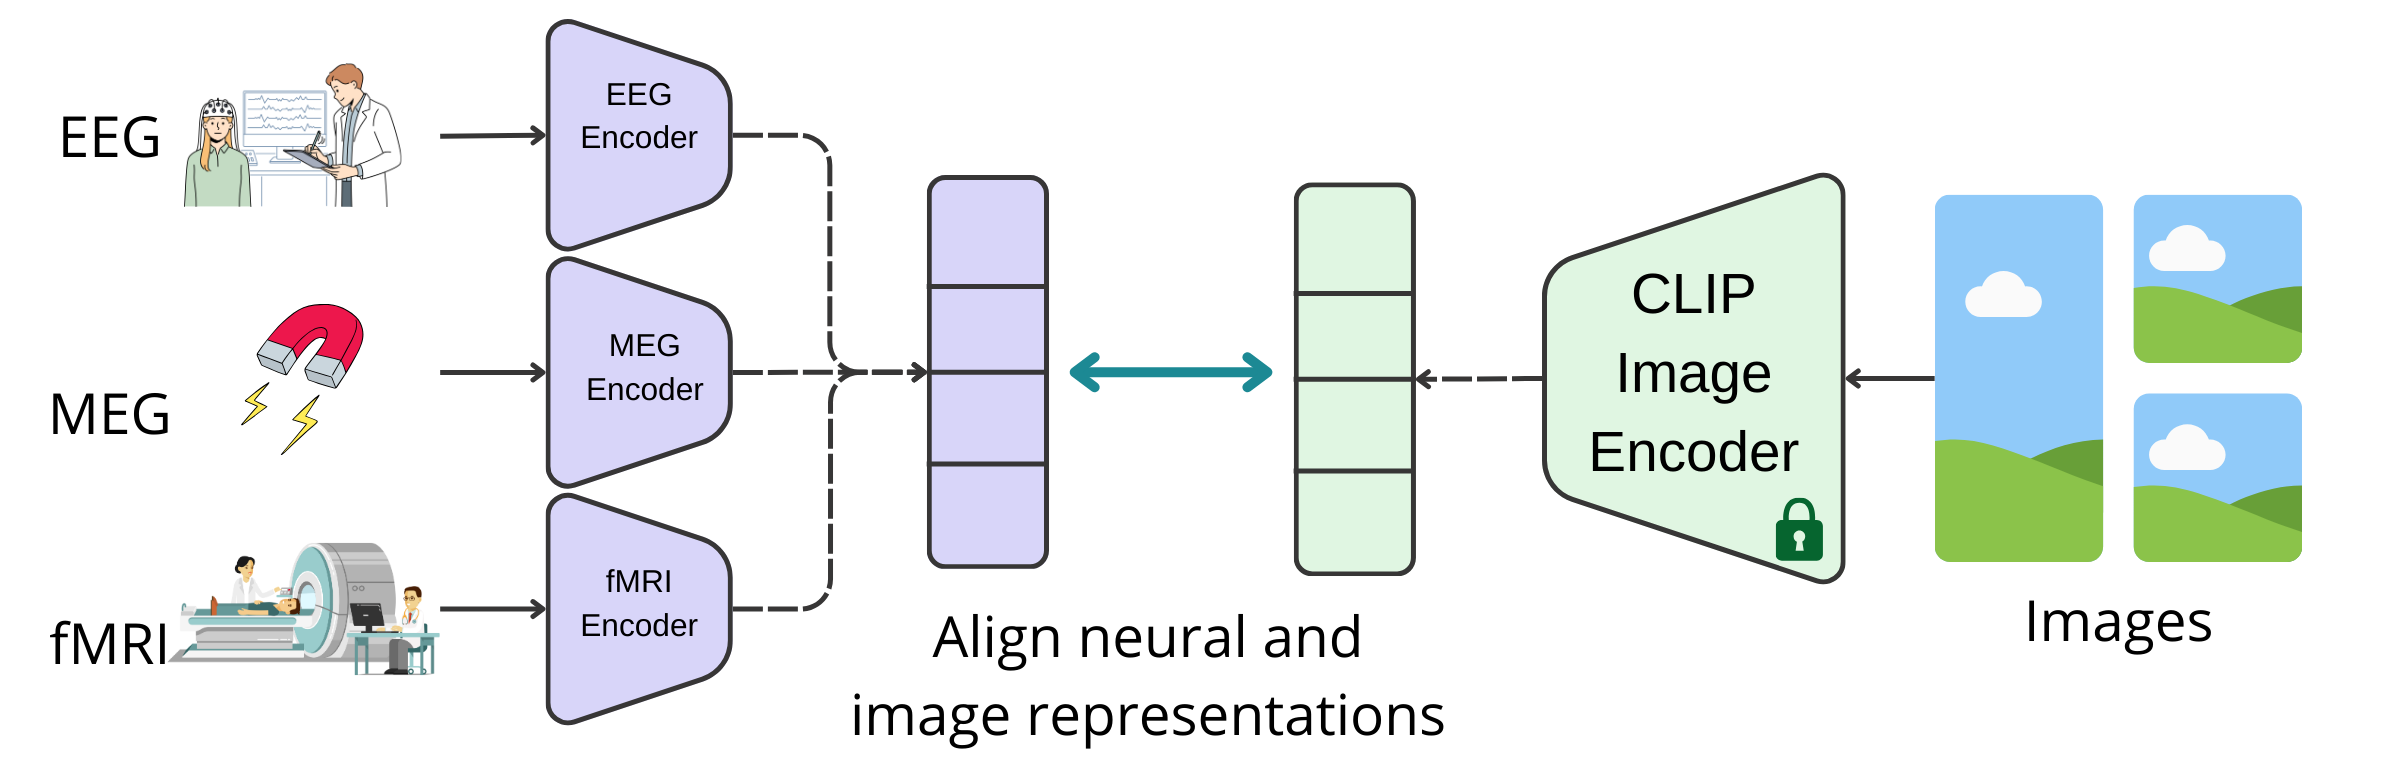 EEG
EEG
Encoder
MEG
MEG
Encoder
fMRI
fMRI
Encoder
Align neural and
image representations
CLIP
Image
Encoder
Images